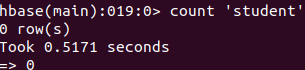 hbase(main):019:0> count 'student'
0 row(s)
Took 0.5171 seconds
=> 0